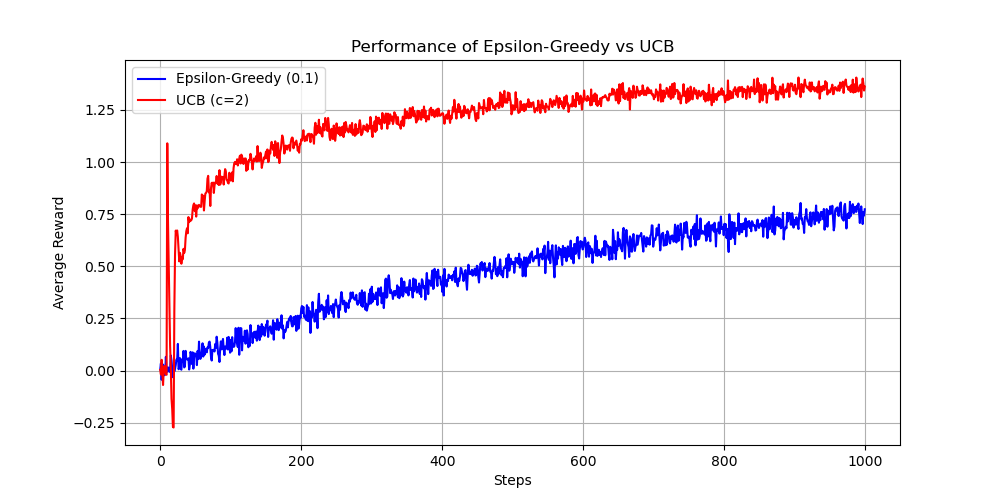 Performance of Epsilon-Greedy vs UCB
Epsilon-Greedy (0.1)
UCB (c=2)
Average Reward
1.25
1.00
0.75
0.50
0.25
0.00
−0.25
0 200 400 600 800 1000
Steps